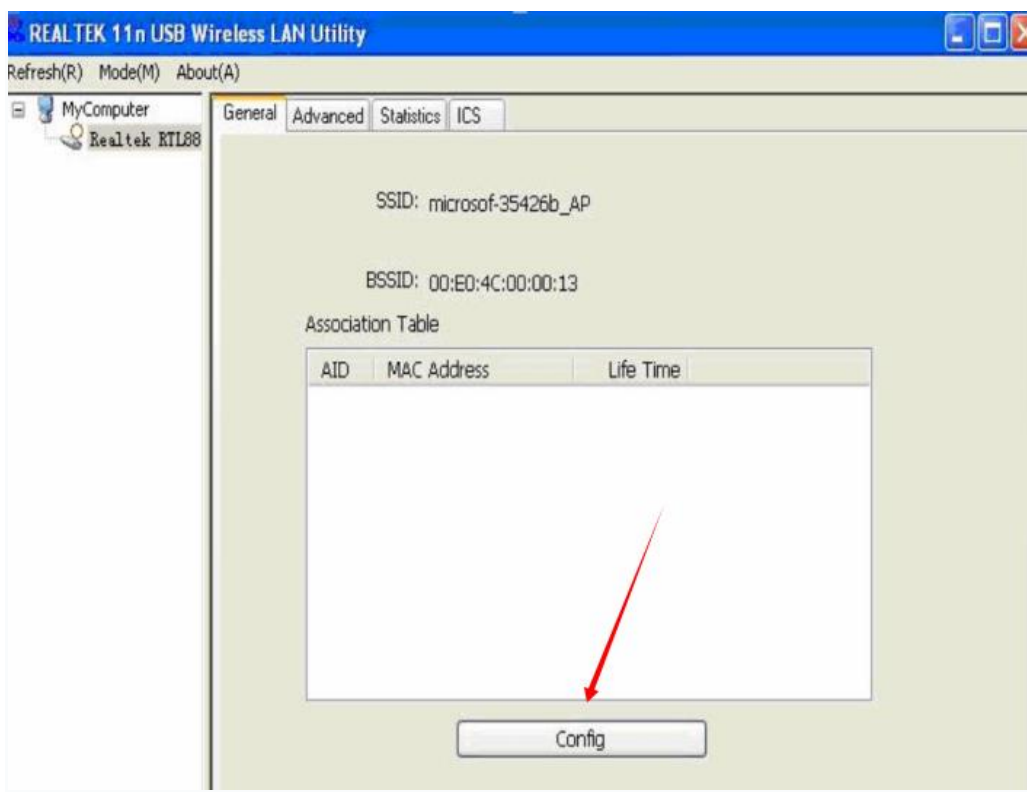 REALTEK 11n USB Wireless LAN Utility
Refresh(R) Mode(M) About(A)
MyComputer
Realtek RTL88
General Advanced Statistics ICS
SSID: microsof-35426b_AP
BSSID: 00:E0:4C:00:00:13
Association Table
AID MAC Address Life Time
Config